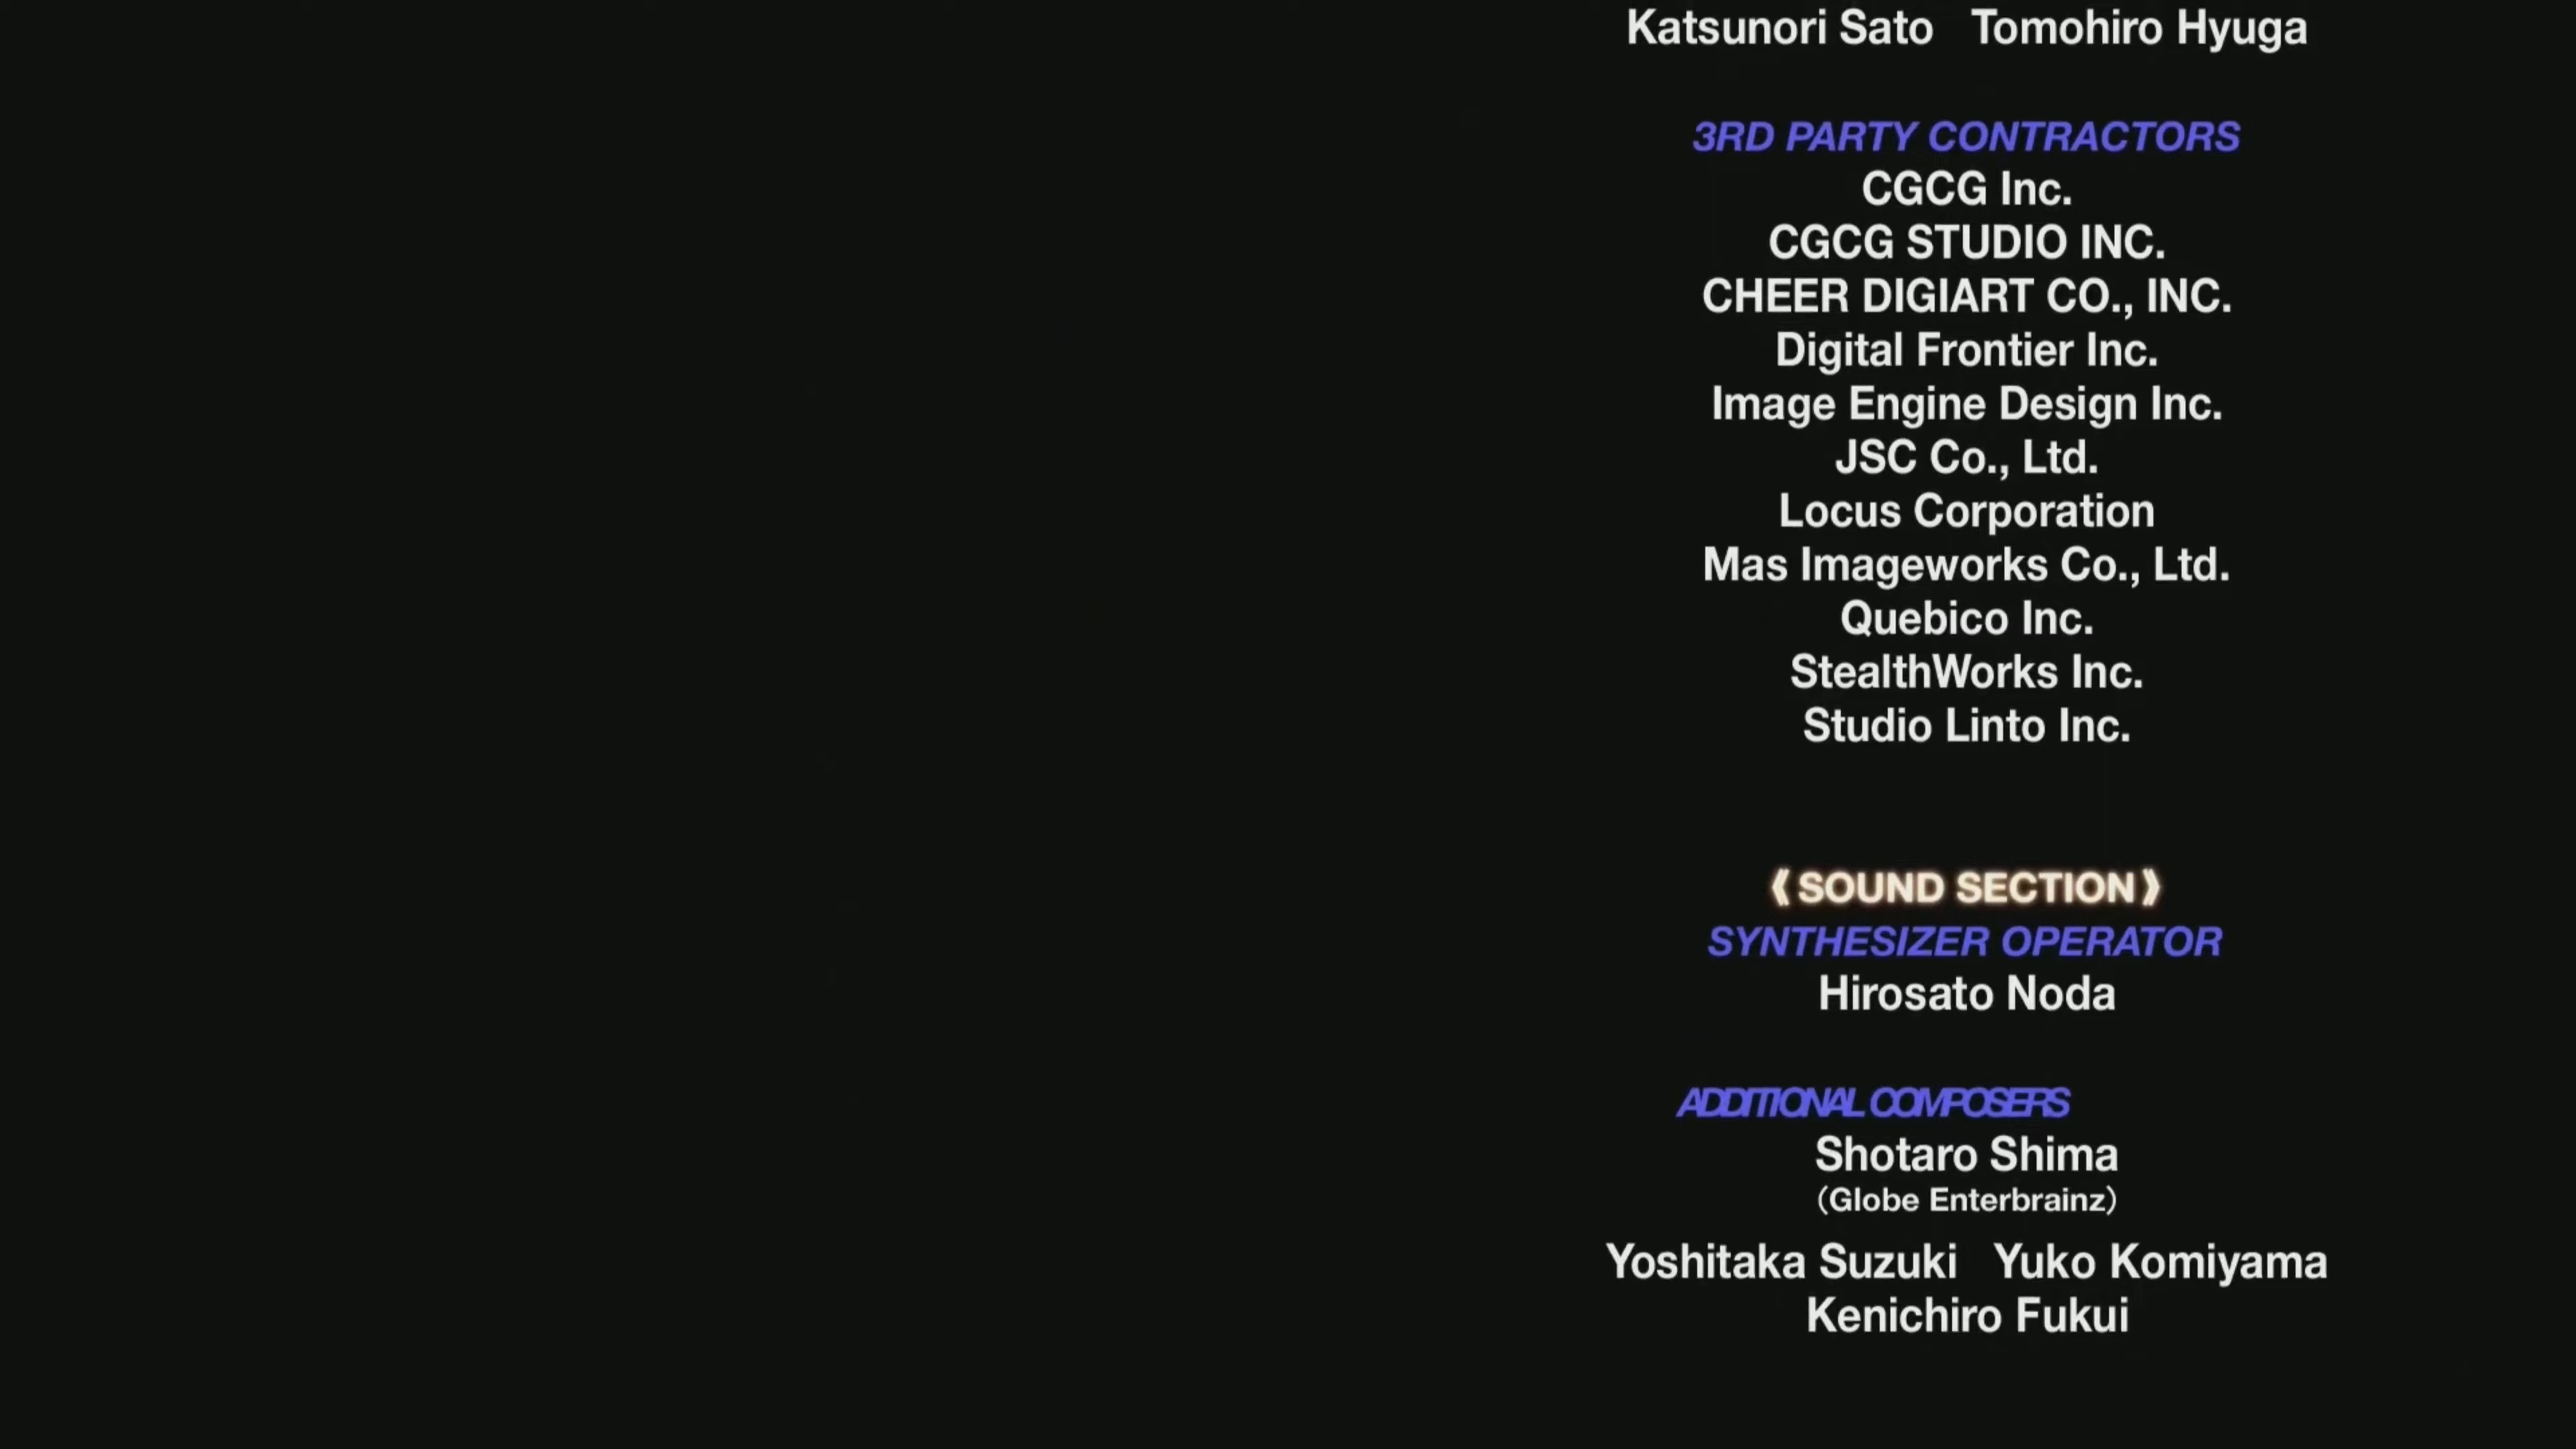 Katsunori Sato Tomohiro Hyuga
3RD PARTY CONTRACTORS
CGCG Inc.
CGCG STUDIO INC.
CHEER DIGIART CO., INC.
Digital Frontier Inc.
Image Engine Design Inc.
JSC Co., Ltd.
Locus Corporation
Mas Imageworks Co., Ltd.
Quebico Inc.
StealthWorks Inc.
Studio Linto Inc.
《SOUND SECTION》
SYNTHESIZER OPERATOR
Hirosato Noda
ADDITIONAL COMPOSERS
Shotaro Shima
(Globe Enterbrainz)
Yoshitaka Suzuki Yuko Komiyama
Kenichiro Fukui